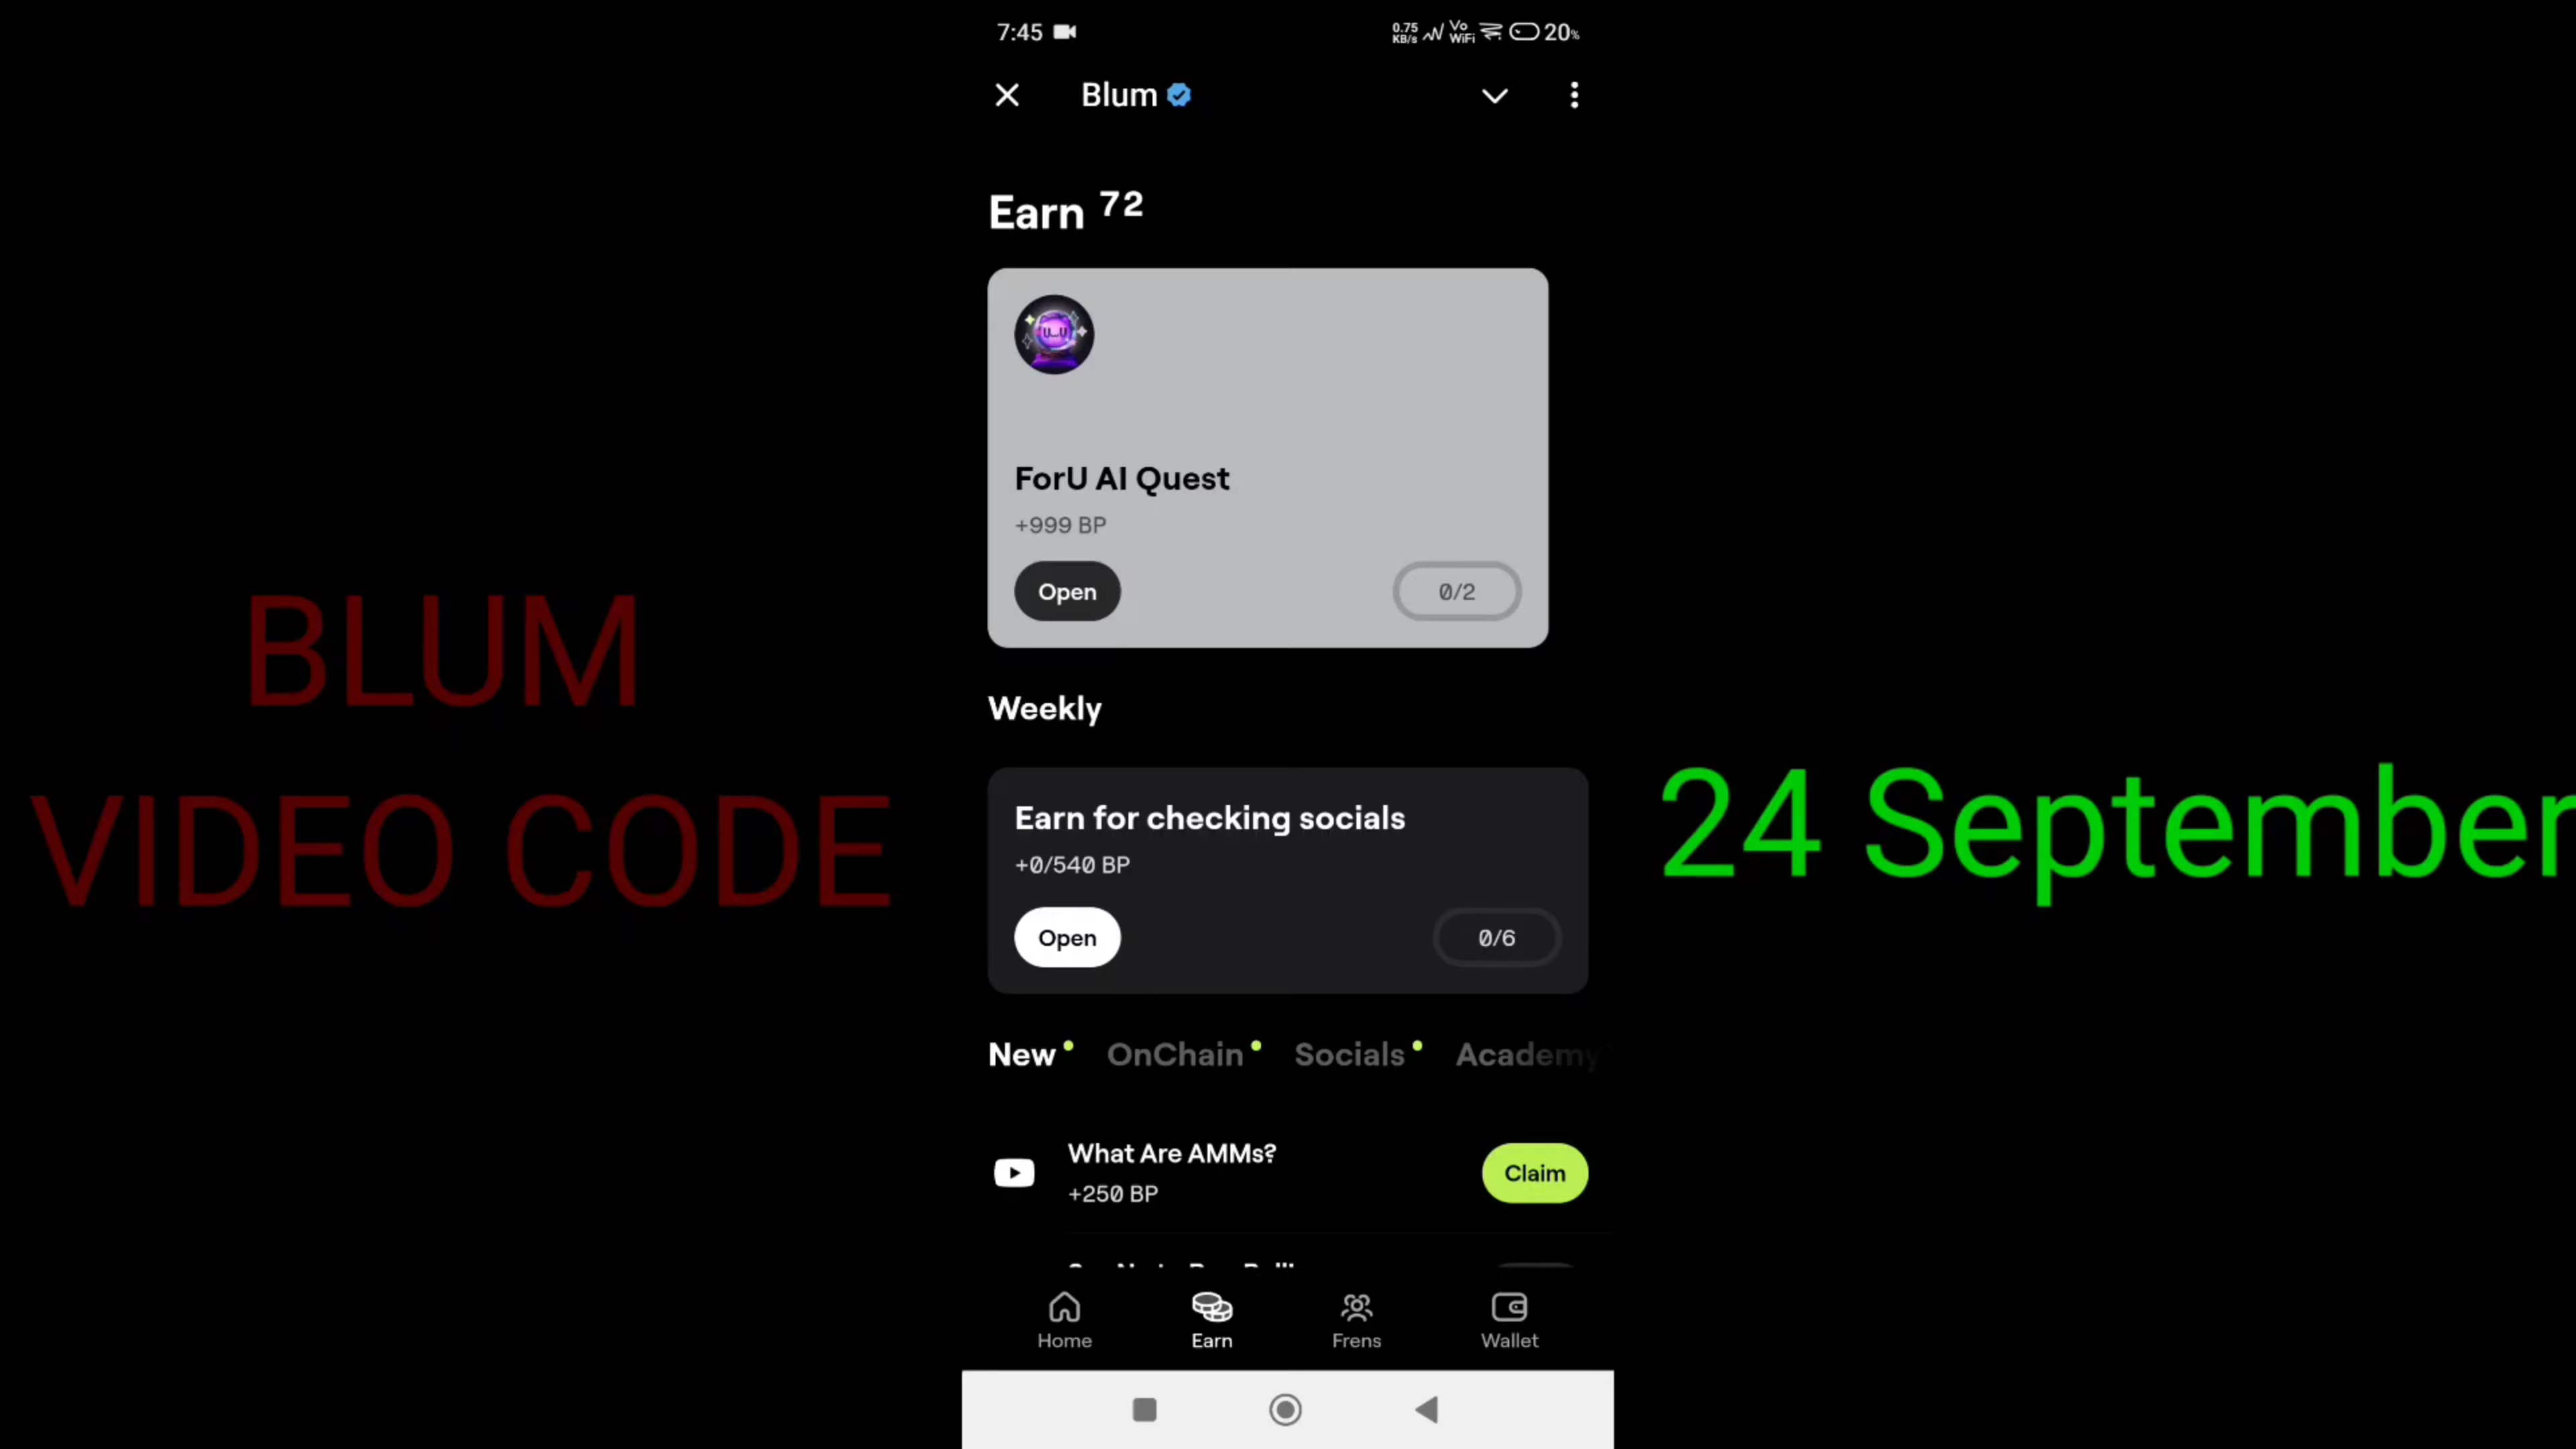 7:45
0.75 KB/s Vo WiFi 20%
Blum
Earn 72
ForU AI Quest
+999 BP
Open 0/2
BLUM
VIDEO CODE
24 September
Weekly
Earn for checking socials
+0/540 BP
Open 0/6
New OnChain Socials Academy
What Are AMMs?
+250 BP
Claim
Home Earn Frens Wallet